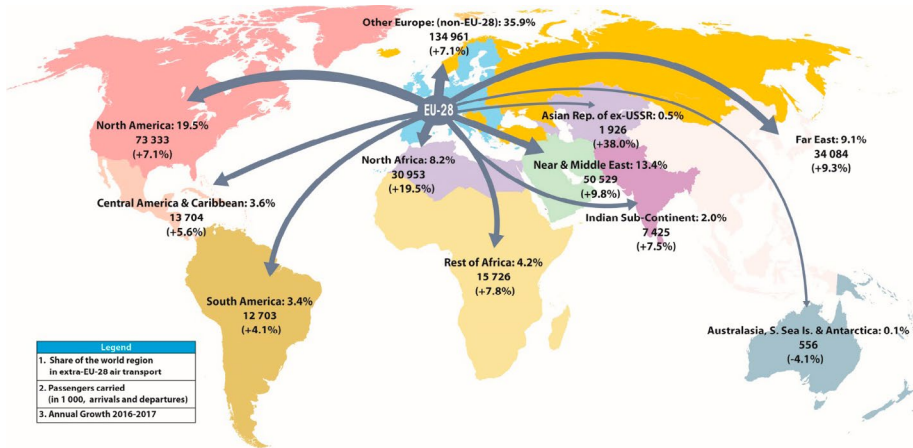 Other Europe: (non-EU-28): 35.9%
134 961
(+7.1%)
EU-28
North America: 19.5%
73 333
(+7.1%)
Asian Rep. of ex-USSR: 0.5%
1 926
(+38.0%)
Far East: 9.1%
34 084
(+9.3%)
North Africa: 8.2%
30 953
(+19.5%)
Near & Middle East: 13.4%
50 529
(+9.8%)
Central America & Caribbean: 3.6%
13 704
(+5.6%)
Indian Sub-Continent: 2.0%
7 425
(+7.5%)
Rest of Africa: 4.2%
15 726
(+7.8%)
South America: 3.4%
12 703
(+4.1%)
Australasia, S. Sea Is. & Antarctica: 0.1%
556
(-4.1%)
Legend
1. Share of the world region
in extra-EU-28 air transport
2. Passengers carried
(in 1 000, arrivals and departures)
3. Annual Growth 2016-2017